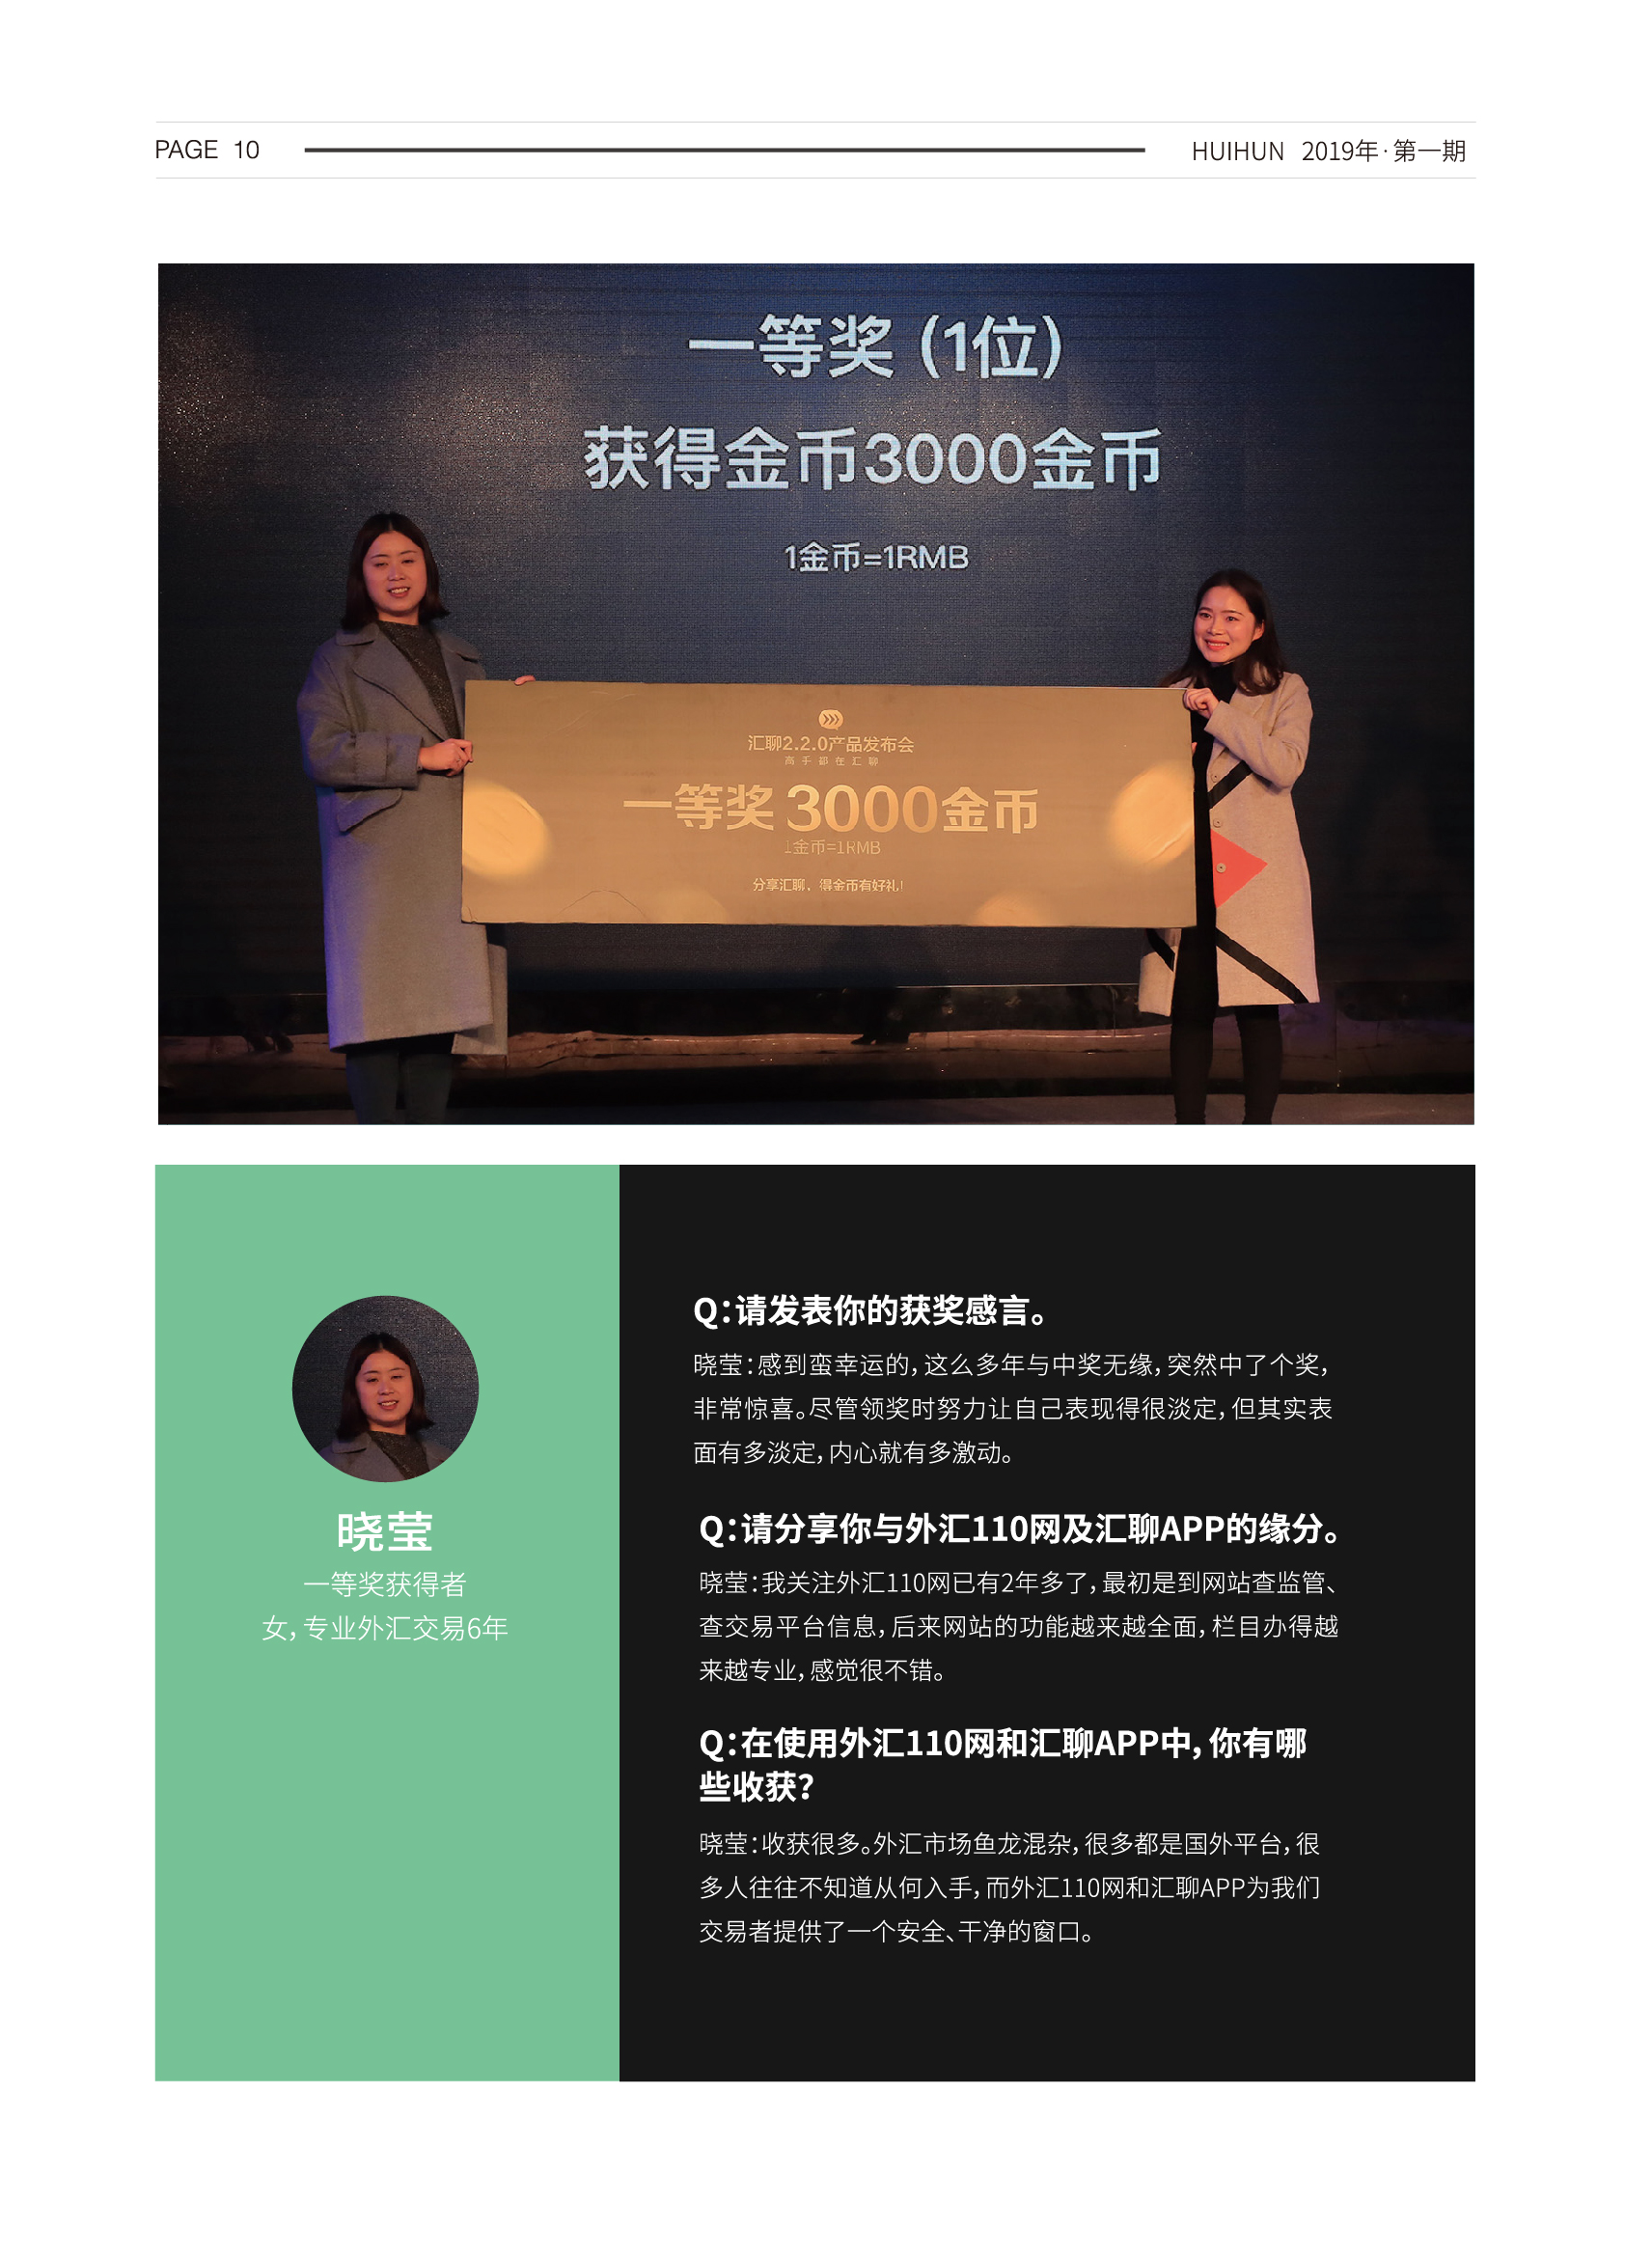 PAGE 10
HUIHUN 2019年·第一期
一等奖 (1位)
获得金币3000金币
1金币=1RMB
汇聊2.2.0产品发布会
高手都在汇聊
一等奖 3000金币
1金币=1RMB
分享汇聊，得金币有好礼!
晓莹
一等奖获得者
女，专业外汇交易6年
Q：请发表你的获奖感言。
晓莹：感到蛮幸运的，这么多年与中奖无缘，突然中了个奖，
非常惊喜。尽管领奖时努力让自己表现得很淡定，但其实表
面有多淡定，内心就有多激动。
Q：请分享你与外汇110网及汇聊APP的缘分。
晓莹：我关注外汇110网已有2年多了，最初是到网站查监管、
查交易平台信息，后来网站的功能越来越全面，栏目办得越
来越专业，感觉很不错。
Q：在使用外汇110网和汇聊APP中，你有哪
些收获？
晓莹：收获很多。外汇市场鱼龙混杂，很多都是国外平台，很
多人往往不知道从何入手，而外汇110网和汇聊APP为我们
交易者提供了一个安全、干净的窗口。